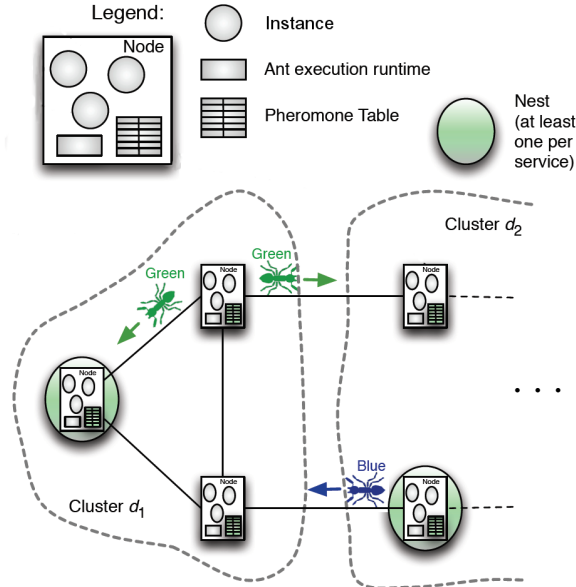 Legend:
Node
Instance
Ant execution runtime
Pheromone Table
Nest
(at least
one per
service)
Cluster d2
Green
Green
Node
Node
Node
. . .
Blue
Node
Node
Cluster d1